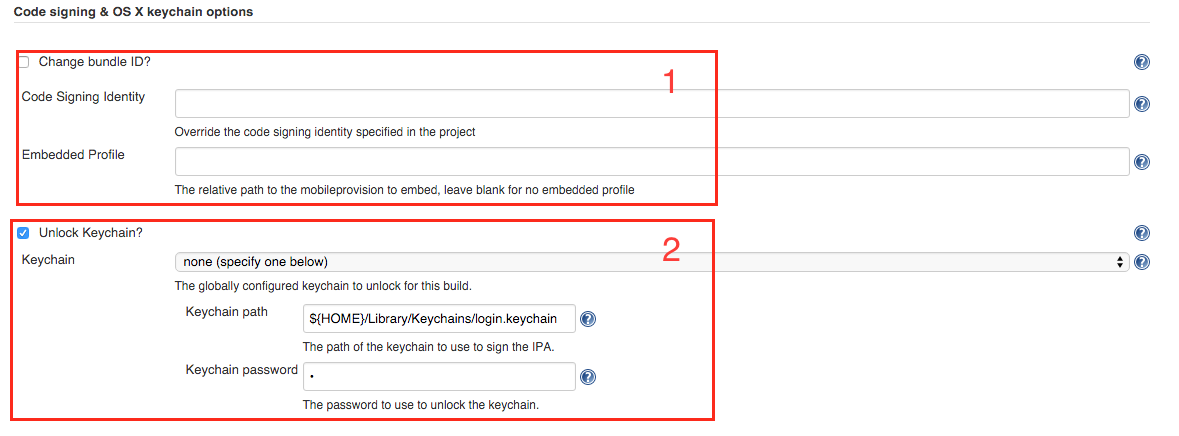 Code signing & OS X keychain options
Change bundle ID?
1
Code Signing Identity
Override the code signing identity specified in the project
Embedded Profile
The relative path to the mobileprovision to embed, leave blank for no embedded profile
Unlock Keychain?
2
Keychain
none (specify one below)
The globally configured keychain to unlock for this build.
Keychain path
${HOME}/Library/Keychains/login.keychain
The path of the keychain to use to sign the IPA.
Keychain password
•
The password to use to unlock the keychain.